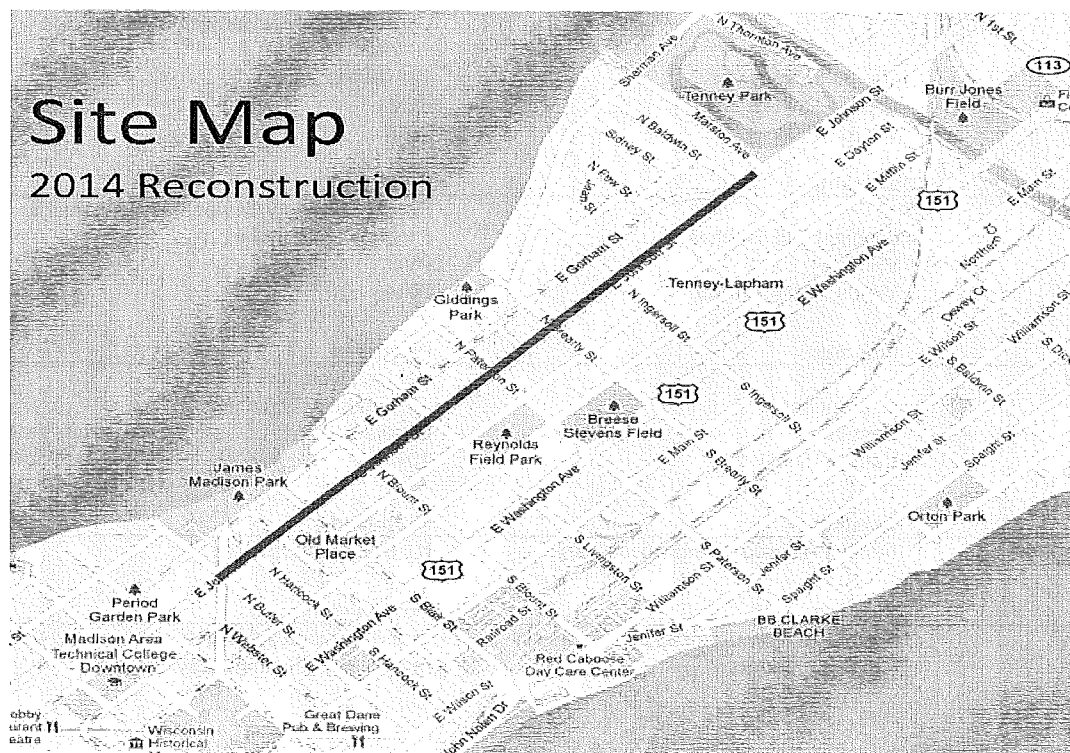 Site Map
2014 Reconstruction
N 1st St
N Thornton Ave
Sherman Ave
113
Tenney Park
Burr Jones
Field
Marston Ave
E Johnson St
N Baldwin St
Sidney St
E Dayton St
E Mifflin St
N Few St
E Main St
151
E Gorham St
Northern Ct
E Washington Ave
Tenney-Lapham
N Ingersoll St
Giddings
Park
Dewey Ct
151
E Wilson St
Williamson St
S Baldwin St
N Paterson St
E Gorham St
151
S Ingersoll St
Breese
Stevens Field
Reynolds
Field Park
Williamson St
Jenifer St
Spaight St
E Main St
S Brearly St
James
Madison Park
N Blount St
E Washington Ave
Orton Park
Old Market
Place
S Livingston St
151
S Paterson St
Jenifer St
Spaight St
Period
Garden Park
N Hancock St
N Butler St
S Blount St
Williamson St
S Blair St
Railroad St
BB CLARKE
BEACH
Madison Area
Technical College
- Downtown
N Webster St
E Washington Ave
Jenifer St
S Hancock St
Red Caboose
Day Care Center
E Wilson St
Great Dane
Pub & Brewing
John Nolen Dr
Wisconsin
Historical